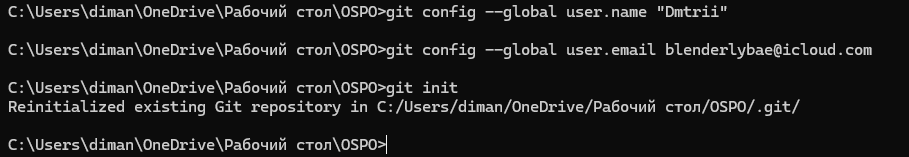 C:\Users\diman\OneDrive\Рабочий стол\OSPO>git config --global user.name "Dmtrii"
C:\Users\diman\OneDrive\Рабочий стол\OSPO>git config --global user.email blenderlybae@icloud.com
C:\Users\diman\OneDrive\Рабочий стол\OSPO>git init
Reinitialized existing Git repository in C:/Users/diman/OneDrive/Рабочий стол/OSPO/.git/
C:\Users\diman\OneDrive\Рабочий стол\OSPO>